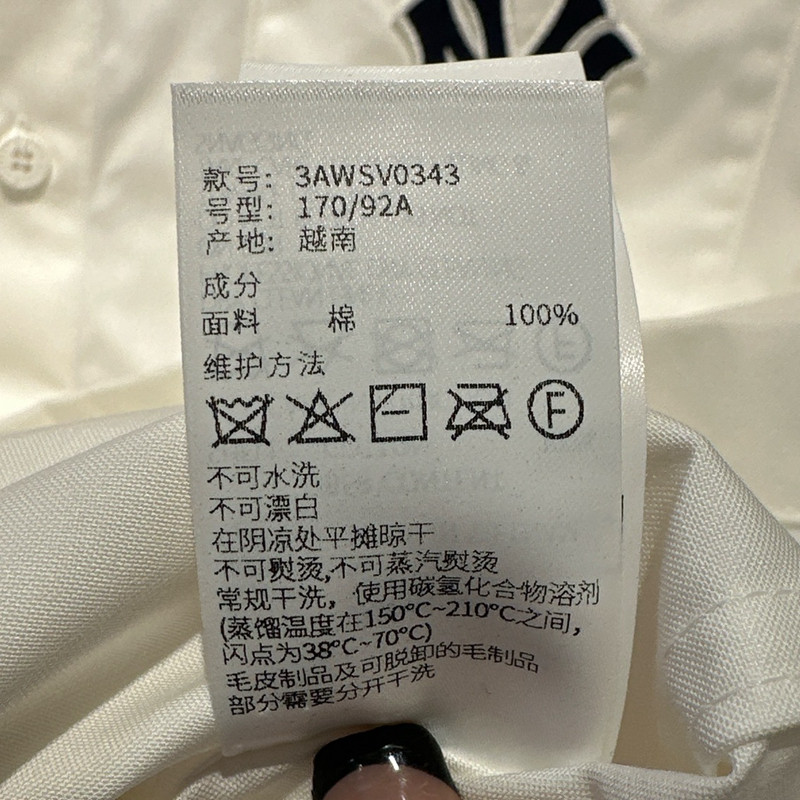 NY
款号: 3AWSV0343
号型: 170/92A
产地: 越南
成分
面料 棉 100%
维护方法
F
不可水洗
不可漂白
在阴凉处平摊晾干
不可熨烫,不可蒸汽熨烫
常规干洗, 使用碳氢化合物溶剂
(蒸馏温度在150°C~210°C之间,
闪点为38°C~70°C)
毛皮制品及可脱卸的毛制品
部分需要分开干洗